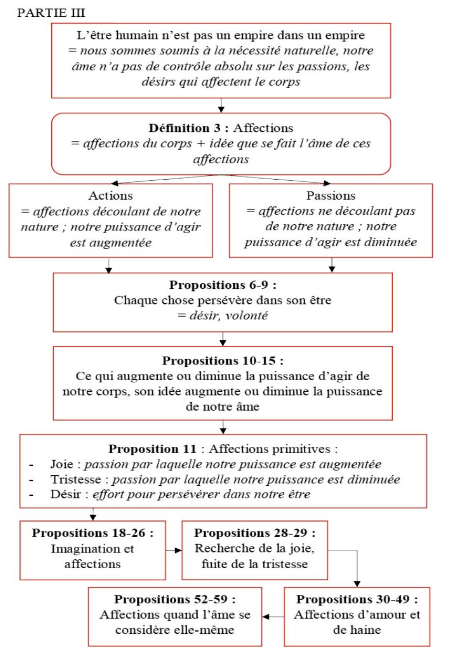 PARTIE III
L’être humain n’est pas un empire dans un empire
= nous sommes soumis à la nécessité naturelle, notre
âme n’a pas de contrôle absolu sur les passions, les
désirs qui affectent le corps
Définition 3 : Affections
= affections du corps + idée que se fait l’âme de ces
affections
Actions
= affections découlant de notre
nature ; notre puissance d’agir
est augmentée
Passions
= affections ne découlant pas
de notre nature ; notre
puissance d’agir est diminuée
Propositions 6-9 :
Chaque chose persévère dans son être
= désir, volonté
Propositions 10-15 :
Ce qui augmente ou diminue la puissance d’agir de
notre corps, son idée augmente ou diminue la puissance
de notre âme
Proposition 11 : Affections primitives :
- Joie : passion par laquelle notre puissance est augmentée
- Tristesse : passion par laquelle notre puissance est diminuée
- Désir : effort pour persévérer dans notre être
Propositions 18-26 :
Imagination et
affections
Propositions 28-29 :
Recherche de la joie,
fuite de la tristesse
Propositions 30-49 :
Affections d’amour et
de haine
Propositions 52-59 :
Affections quand l’âme se
considère elle-même